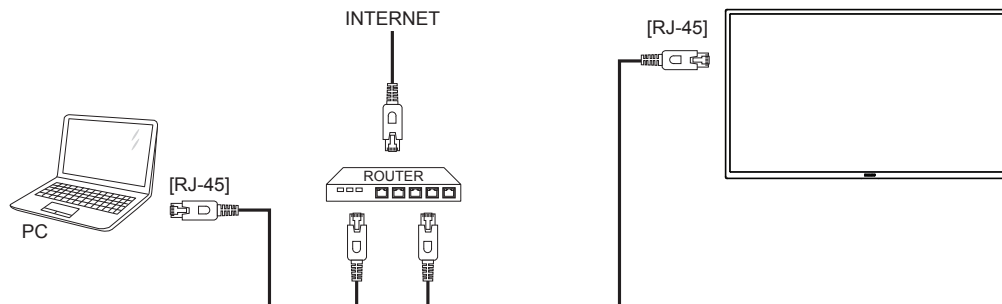 INTERNET
[RJ-45]
ROUTER
[RJ-45]
PC